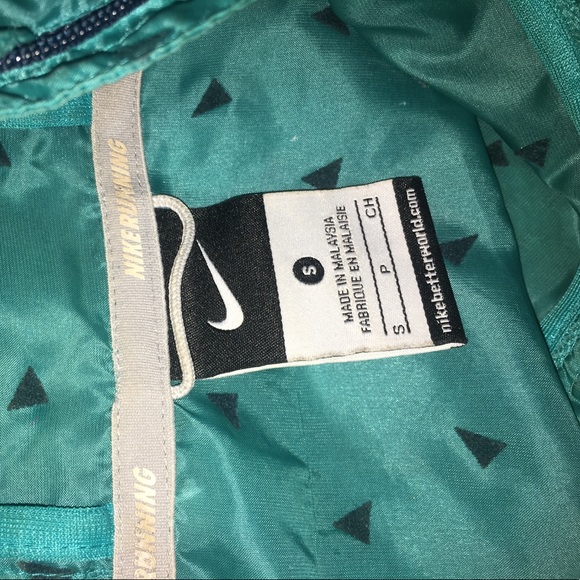 NIKERUNNING
RUNNING
S
MADE IN MALAYSIA
FABRIQUE EN MALAISIE
S P CH
nikebetterworld.com